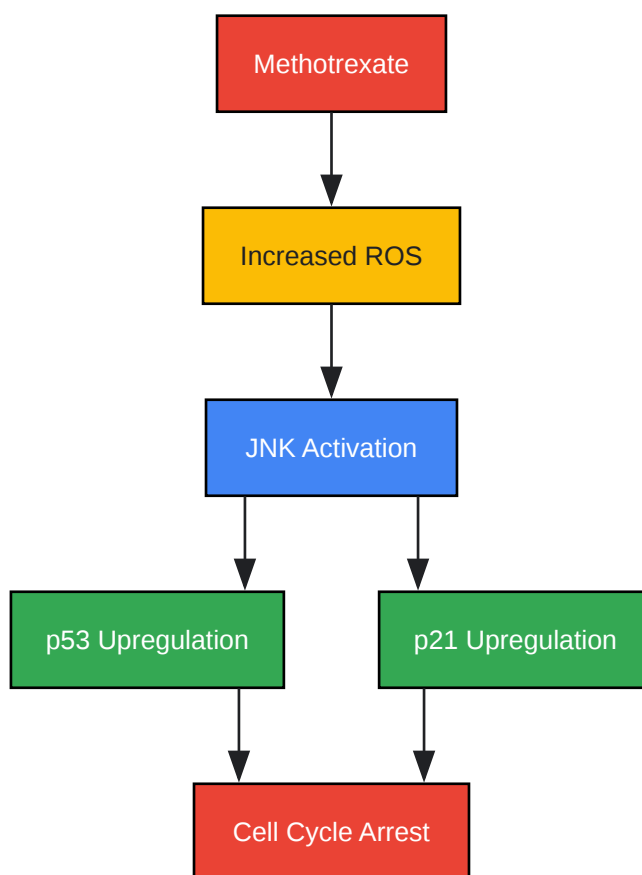 Methotrexate
Increased ROS
JNK Activation
p53 Upregulation
p21 Upregulation
Cell Cycle Arrest